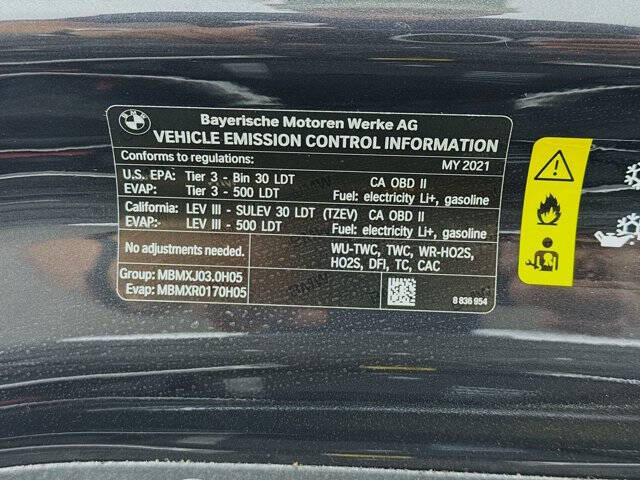 BMW
Bayerische Motoren Werke AG
VEHICLE EMISSION CONTROL INFORMATION
Conforms to regulations: MY 2021
U.S. EPA: Tier 3 - Bin 30 LDT CA OBD II
EVAP: Tier 3 - 500 LDT Fuel: electricity Li+, gasoline
California: LEV III - SULEV 30 LDT (TZEV) CA OBD II
EVAP: LEV III - 500 LDT Fuel: electricity Li+, gasoline
No adjustments needed. WU-TWC, TWC, WR-HO2S,
HO2S, DFI, TC, CAC
Group: MBMXJ03.0H05
Evap: MBMXR0170H05 8 836 954